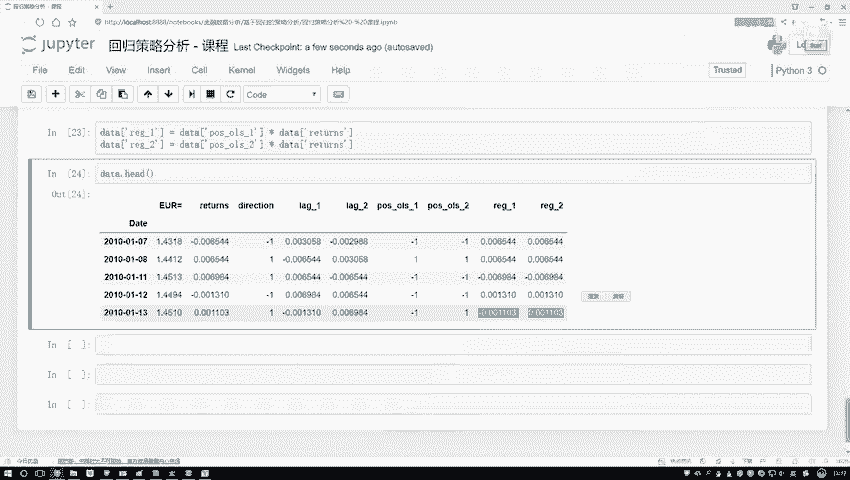 http://localhost:8888/notebooks/
jupyter 回归策略分析 - 课程 Last Checkpoint: a few seconds ago (autosaved)
File Edit View Insert Cell Kernel Widgets Help
Trusted
Python 3
Code
In [23]:
data['reg_1'] = data['pos_ols_1'] * data['returns']
data['reg_2'] = data['pos_ols_2'] * data['returns']
In [24]:
data.head()
Out[24]:
EUR= returns direction lag_1 lag_2 pos_ols_1 pos_ols_2 reg_1 reg_2
Date
2010-01-07 1.4318 -0.006544 -1 0.003058 -0.002988 -1 -1 0.006544 0.006544
2010-01-08 1.4412 0.006544 1 -0.006544 0.003058 1 1 0.006544 0.006544
2010-01-11 1.4513 0.006984 1 0.006544 -0.006544 -1 -1 -0.006984 -0.006984
2010-01-12 1.4494 -0.001310 -1 0.006984 0.006544 -1 -1 0.001310 0.001310
2010-01-13 1.4510 0.001103 1 -0.001310 0.006984 -1 1 -0.001103 0.001103
In [ ]:
In [ ]:
In [ ]: